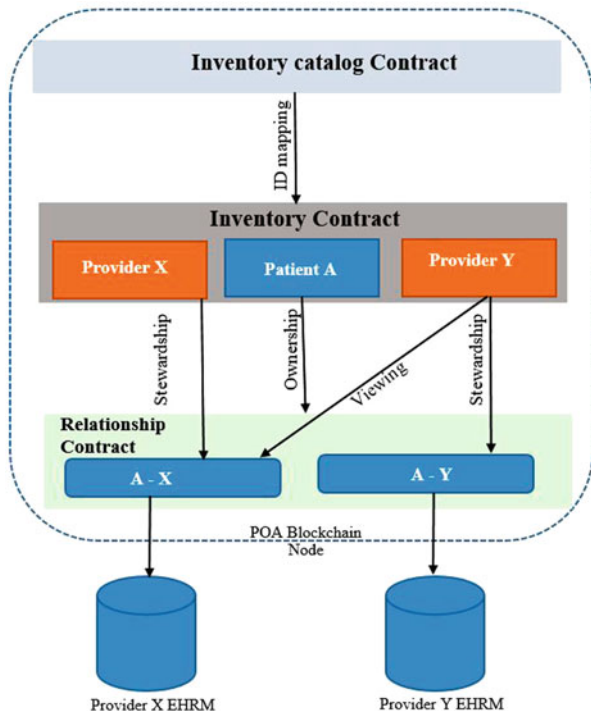 Inventory catalog Contract
ID mapping
Inventory Contract
Provider X
Patient A
Provider Y
Stewardship
Ownership
Viewing
Stewardship
Relationship
Contract
A - X
A - Y
POA Blockchain
Node
Provider X EHRM
Provider Y EHRM